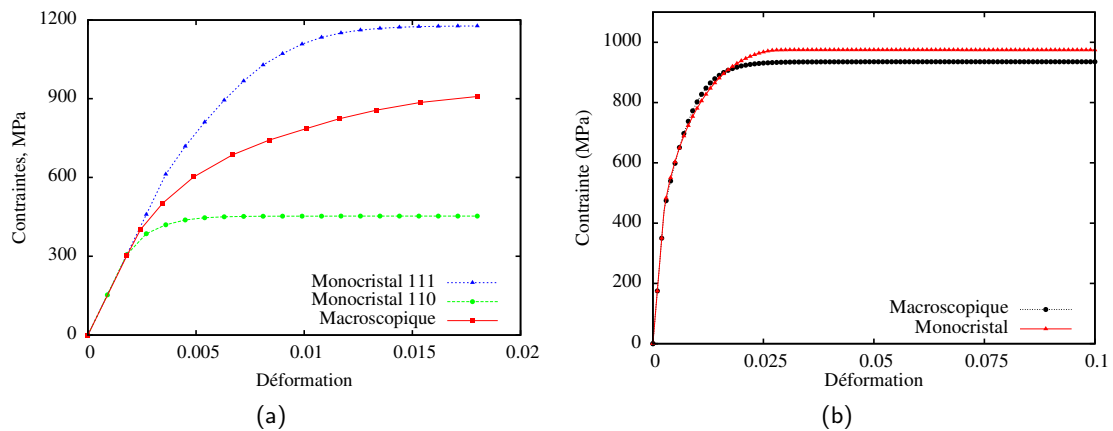 1200
900
600
300
0
0
0.005
0.01
0.015
0.02
Contraintes, MPa
Déformation
Monocristal 111
Monocristal 110
Macroscopique
(a)
1000
800
600
400
200
0
0
0.025
0.05
0.075
0.1
Contrainte (MPa)
Déformation
Macroscopique
Monocristal
(b)